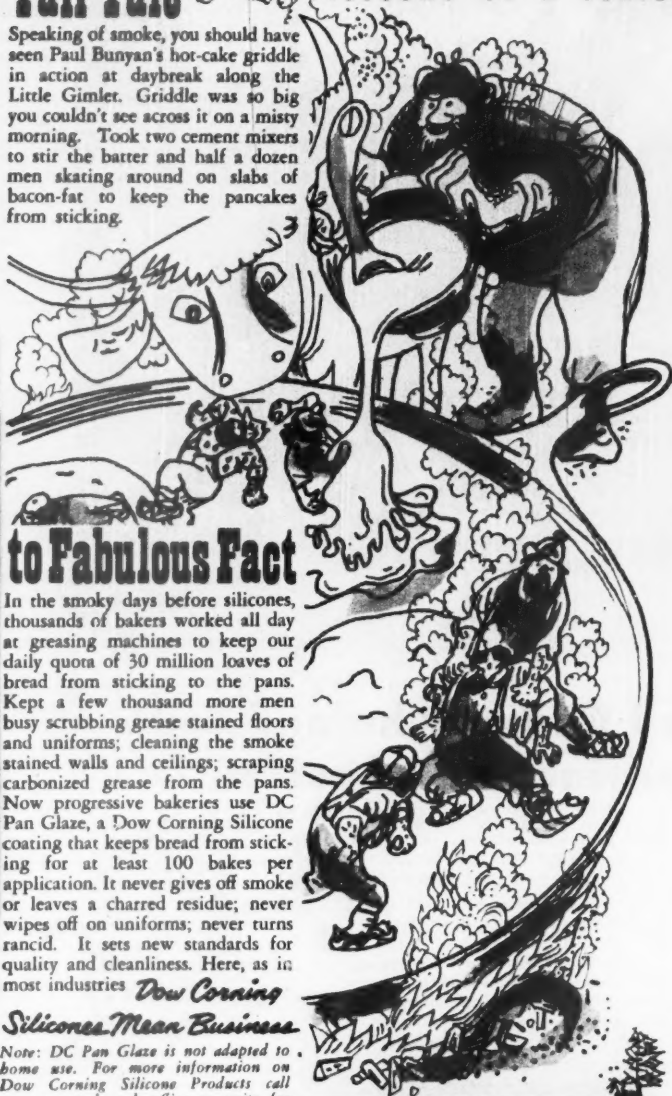 Tall Tale
Speaking of smoke, you should have
seen Paul Bunyan's hot-cake griddle
in action at daybreak along the
Little Gimlet. Griddle was so big
you couldn't see across it on a misty
morning. Took two cement mixers
to stir the batter and half a dozen
men skating around on slabs of
bacon-fat to keep the pancakes
from sticking.
to Fabulous Fact
In the smoky days before silicones,
thousands of bakers worked all day
at greasing machines to keep our
daily quota of 30 million loaves of
bread from sticking to the pans.
Kept a few thousand more men
busy scrubbing grease stained floors
and uniforms; cleaning the smoke
stained walls and ceilings; scraping
carbonized grease from the pans.
Now progressive bakeries use DC
Pan Glaze, a Dow Corning Silicone
coating that keeps bread from stick-
ing for at least 100 bakes per
application. It never gives off smoke
or leaves a charred residue; never
wipes off on uniforms; never turns
rancid. It sets new standards for
quality and cleanliness. Here, as in
most industries Dow Corning
Silicones Mean Business
Note: DC Pan Glaze is not adapted to
home use. For more information on
Dow Corning Silicone Products call